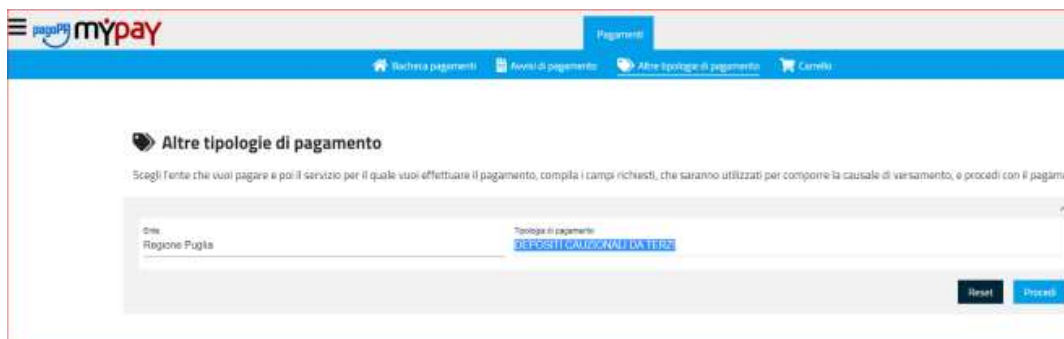 pagoPA mypay
Pagamenti
Bacheca pagamenti Avvisi di pagamento Altre tipologie di pagamento Carrello
Altre tipologie di pagamento
Scegli l'ente che vuoi pagare e poi il servizio per il quale vuoi effettuare il pagamento, compila i campi richiesti, che saranno utilizzati per comporre la causale di versamento, e procedi con il pagame
Ente Tipologia di pagamento
Regione Puglia DEPOSITI CAUZIONALI DA TERZI
Reset Procedi